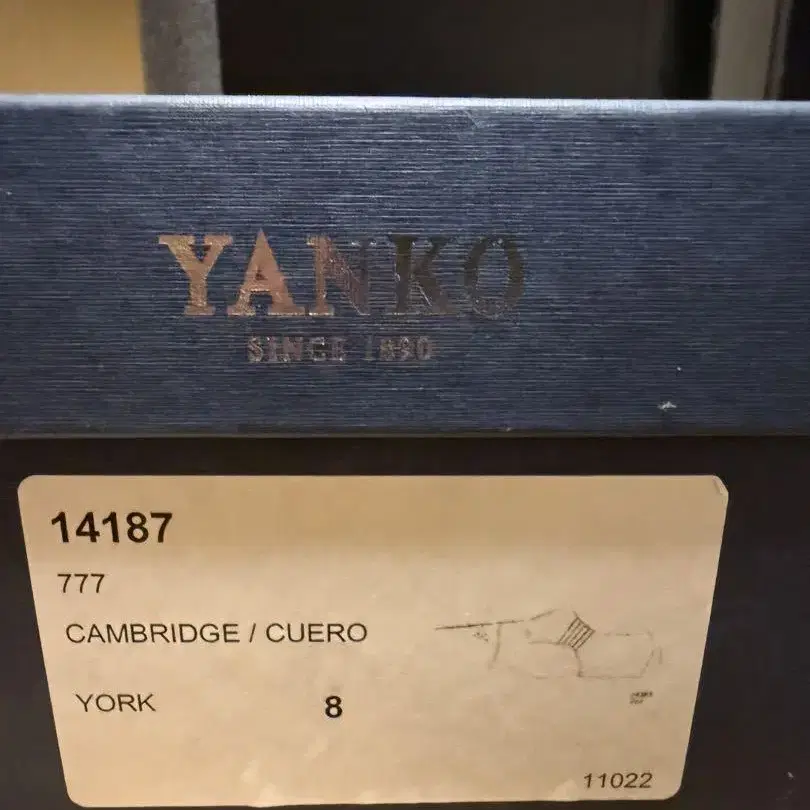 YANKO
SINCE 1890
14187
777
CAMBRIDGE / CUERO
YORK 8
11022